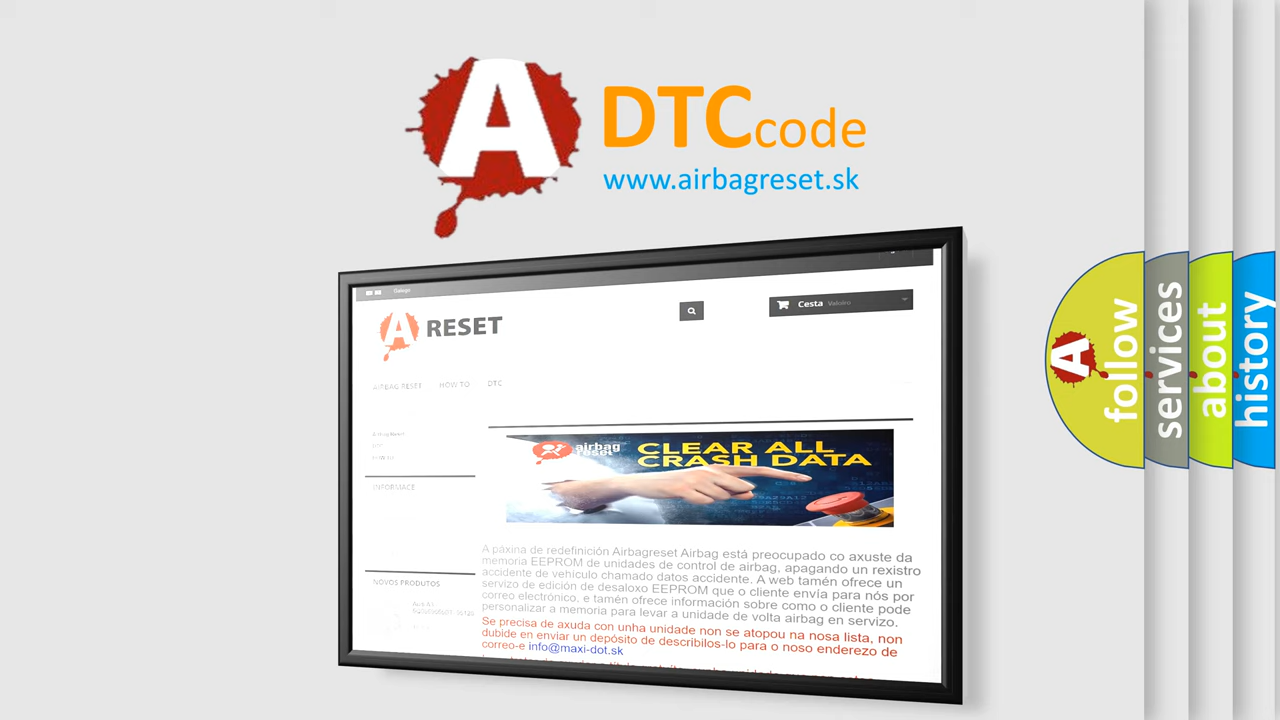 A DTCcode
www.airbagreset.sk
Galego
A RESET
Cesta Valeiro
AIRBAG RESET HOW TO DTC
INFORMACE
NOVOS PRODUTOS
airbag
reset
CLEAR ALL
CRASH DATA
A páxina de redefinición Airbagreset Airbag está preocupado co axuste da
memoria EEPROM de unidades de control de airbag, apagando un rexistro
accidente de vehículo chamado datos accidente. A web tamén ofrece un
servizo de edición de desaloxo EEPROM que o cliente envía para nós por
correo electrónico, e tamén ofrece información sobre como o cliente pode
personalizar a memoria para levar a unidade de volta airbag en servizo.
Se precisa de axuda con unha unidade non se atopou na nosa lista, non
dubide en enviar un depósito de describilos-lo para o noso enderezo de
correo-e info@maxi-dot.sk
A
follow
services
about
history